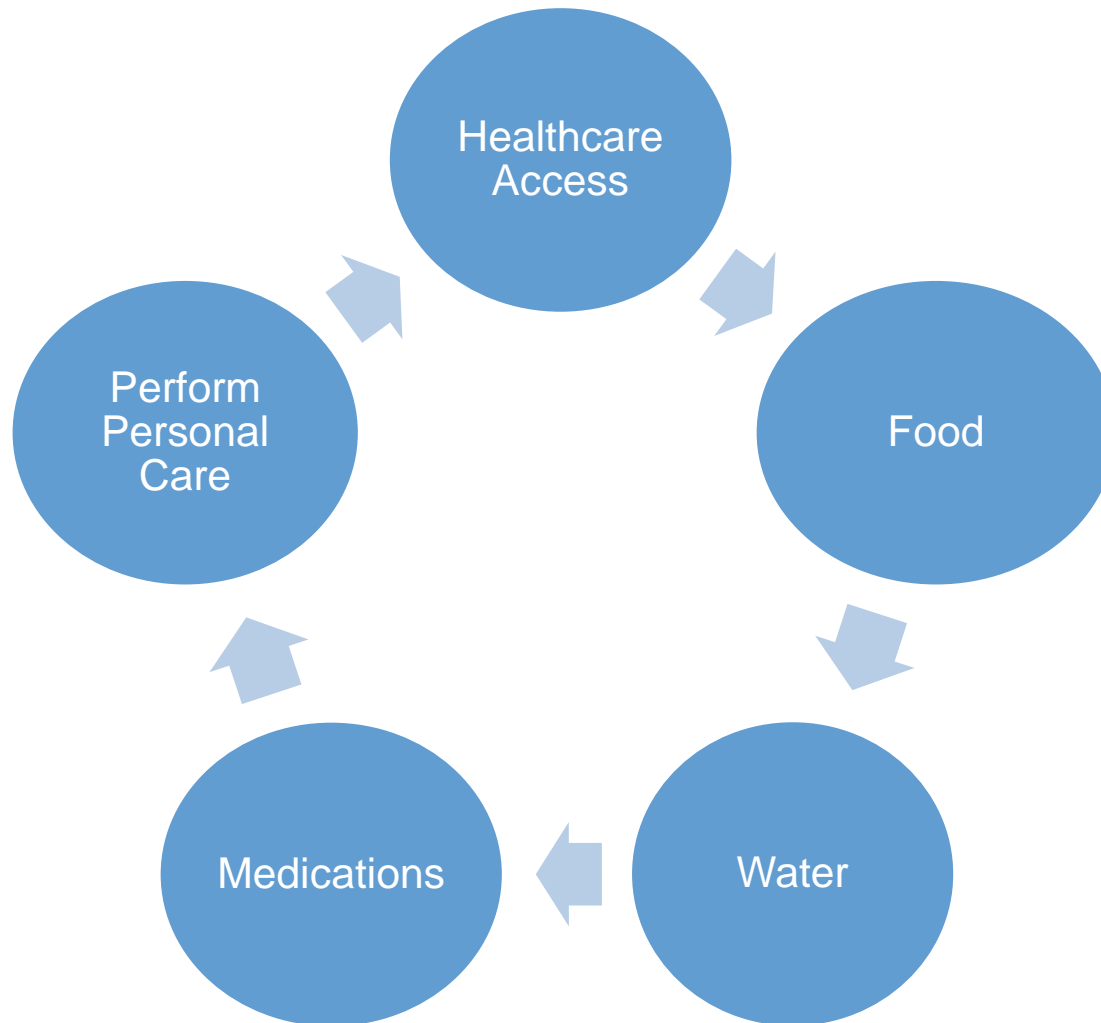 Healthcare
Access
Food
Water
Medications
Perform
Personal
Care